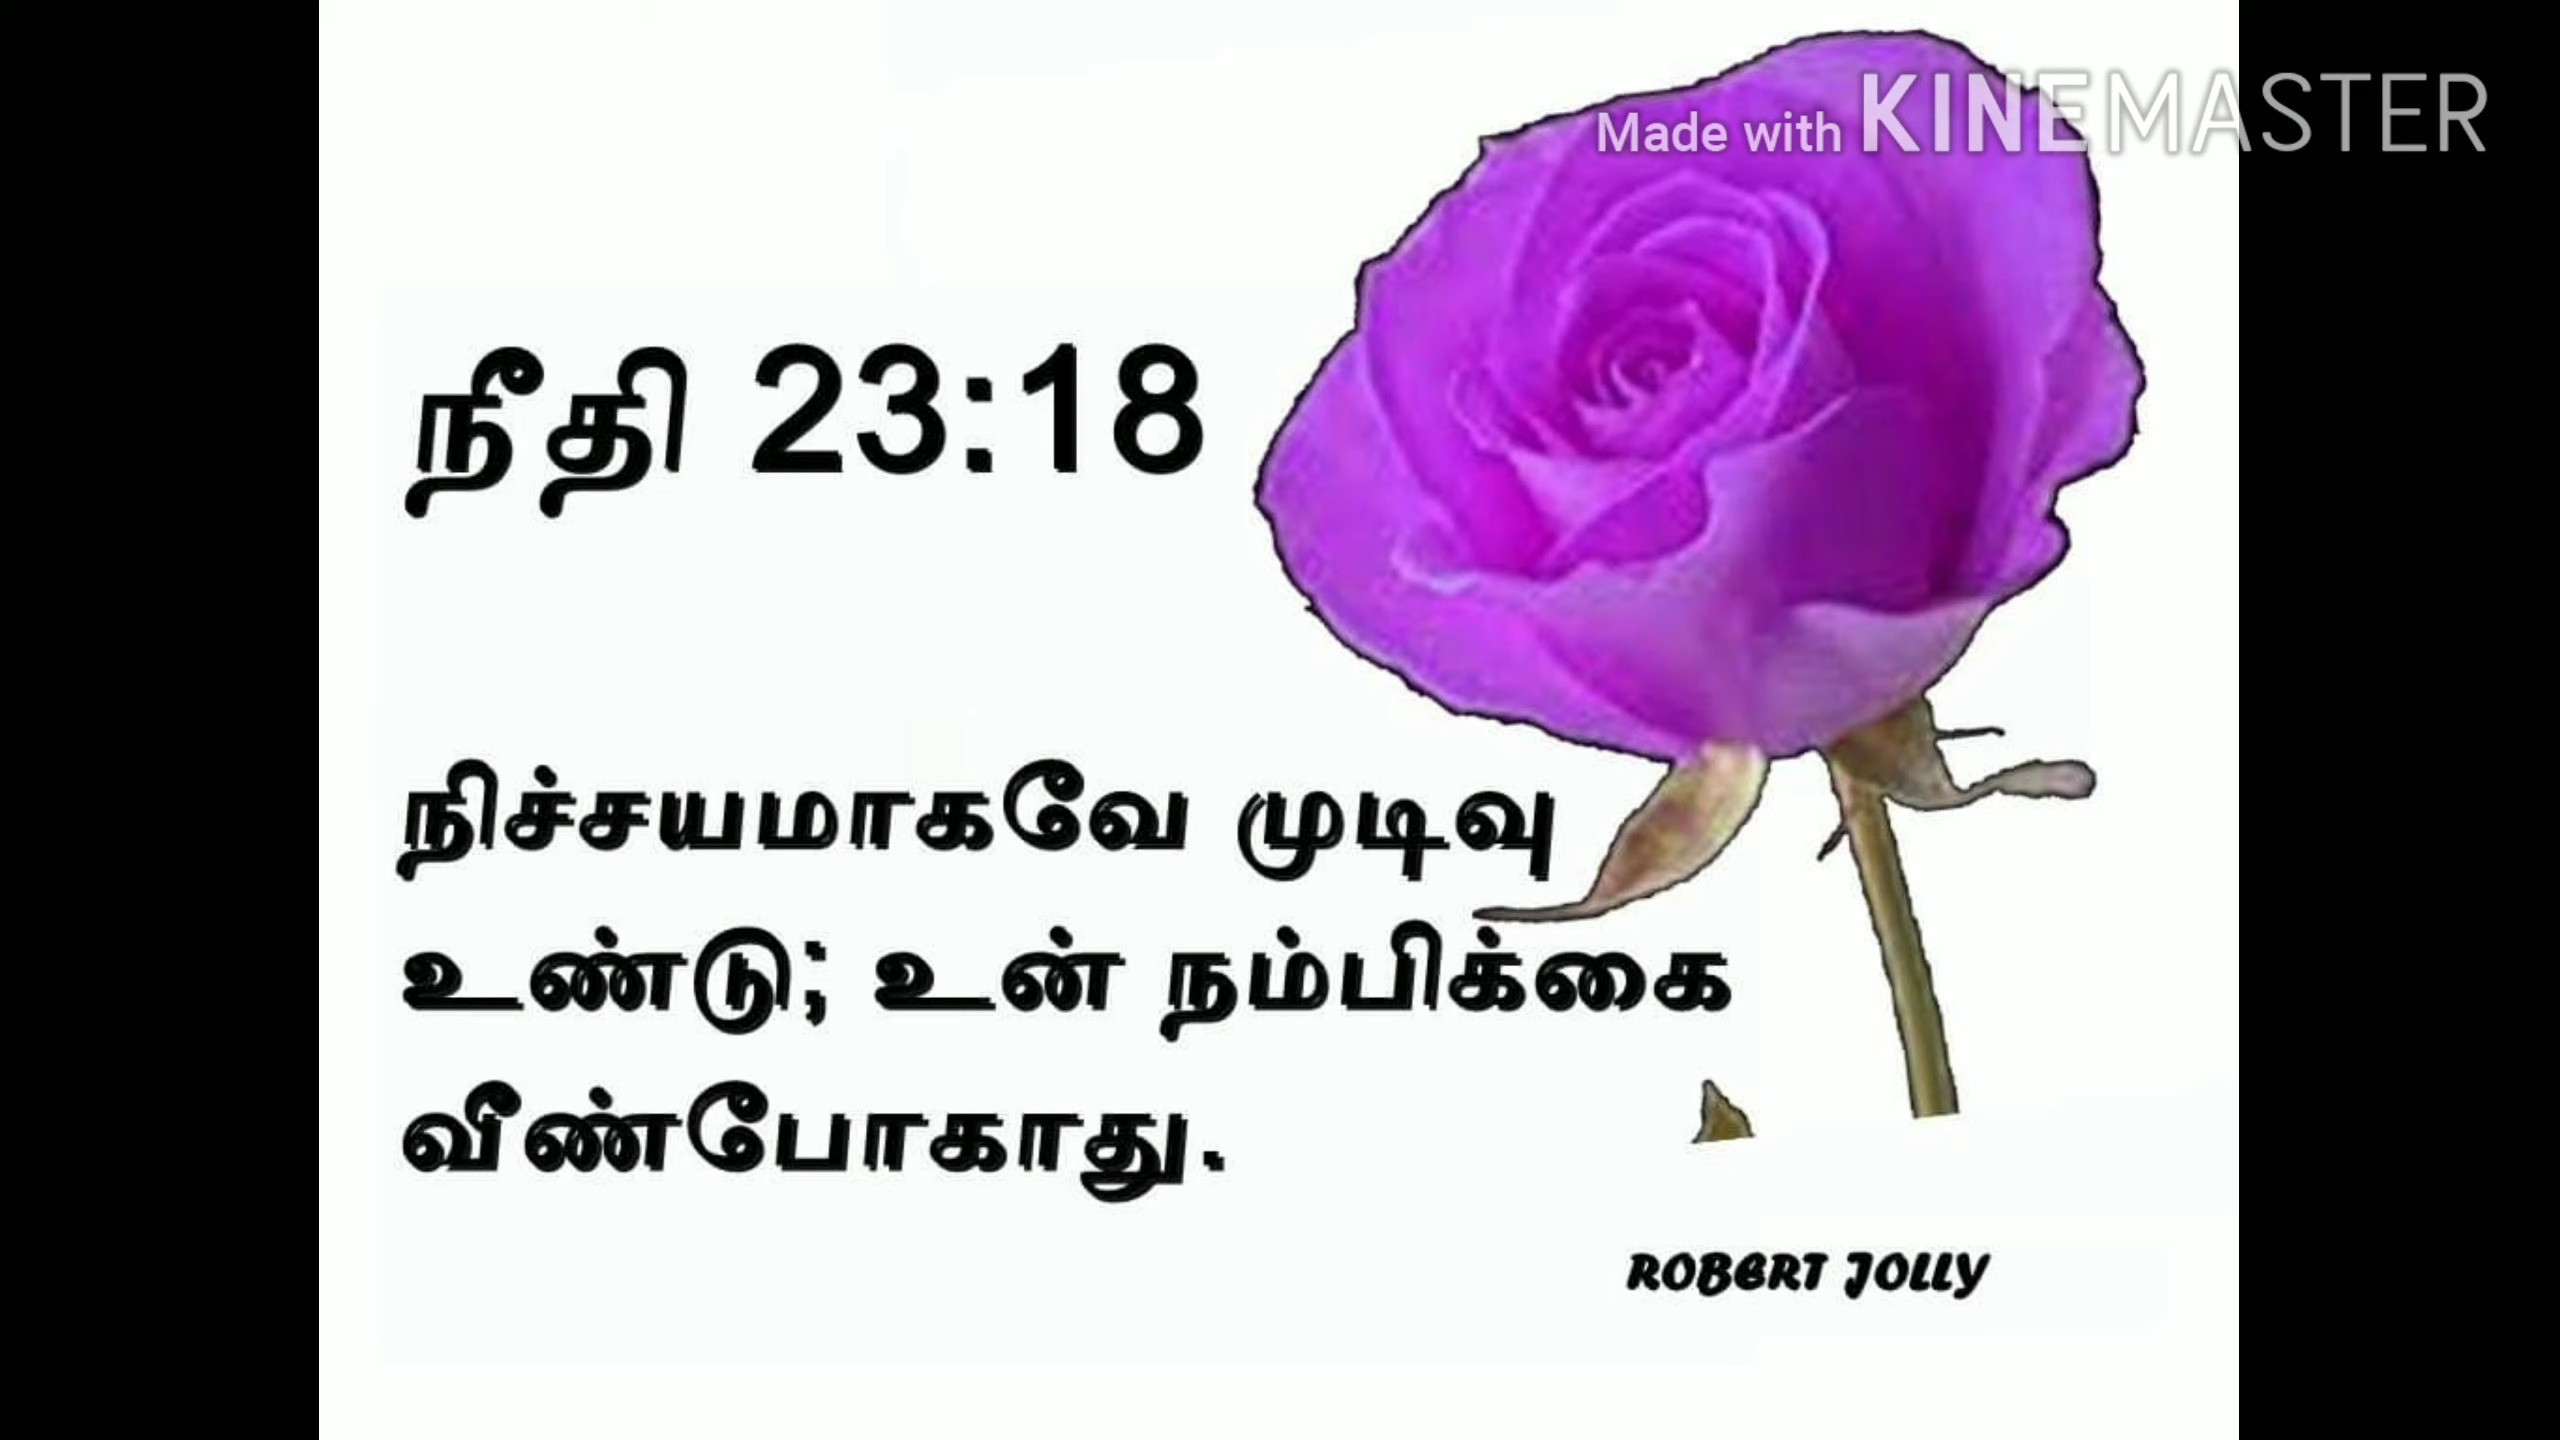 Made with KINEMASTER
நீதி 23:18
நிச்சயமாகவே முடிவு
உண்டு; உன் நம்பிக்கை
வீண்போகாது.
ROBERT JOLLY